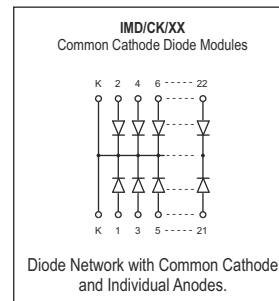 IMD/CK/XX
Common Cathode Diode Modules
K 2 4 6 22
K 1 3 5 21
Diode Network with Common Cathode
and Individual Anodes.